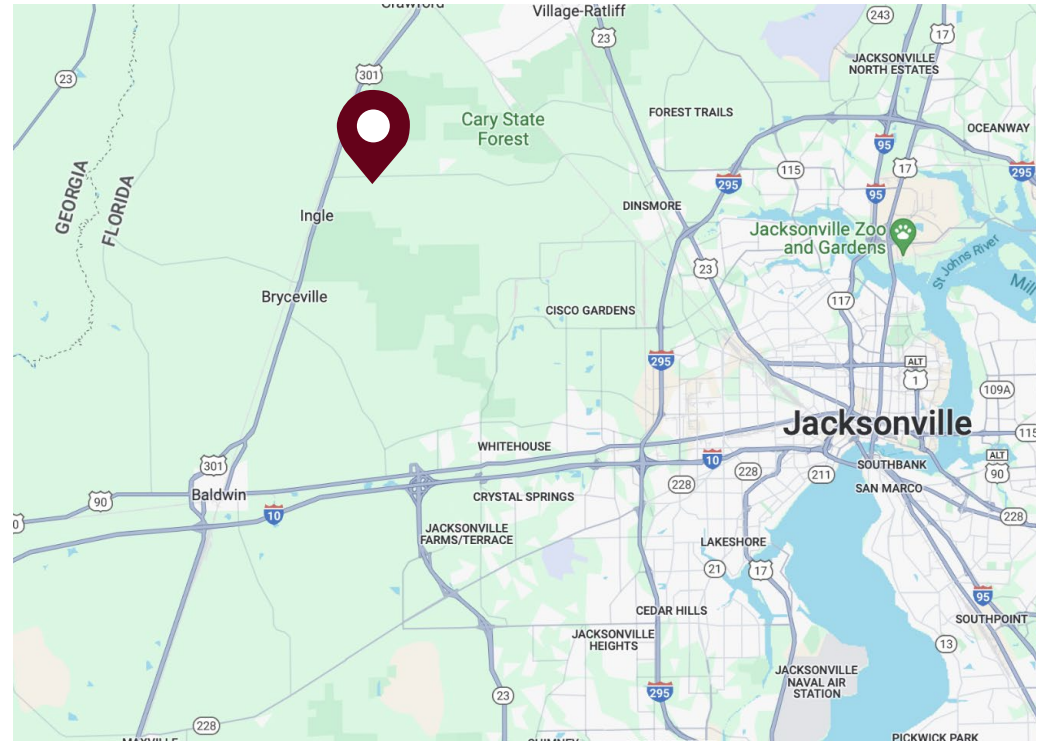 Crawford
Village-Ratliff
23
243
17
JACKSONVILLE
NORTH ESTATES
23
301
Cary State
Forest
FOREST TRAILS
OCEANWAY
95
295
115
17
295
95
GEORGIA
FLORIDA
Ingle
DINSMORE
Jacksonville Zoo
and Gardens
St Johns River
Mill
23
Bryceville
117
CISCO GARDENS
295
ALT
1
109A
Jacksonville
115
WHITEHOUSE
10
ALT
90
301
Baldwin
90
228
228
211
SOUTHBANK
SAN MARCO
CRYSTAL SPRINGS
10
0
228
JACKSONVILLE
FARMS/TERRACE
LAKESHORE
21
17
95
CEDAR HILLS
SOUTHPOINT
JACKSONVILLE
HEIGHTS
13
JACKSONVILLE
NAVAL AIR
STATION
23
295
228
MAXVILLE
PICKWICK PARK